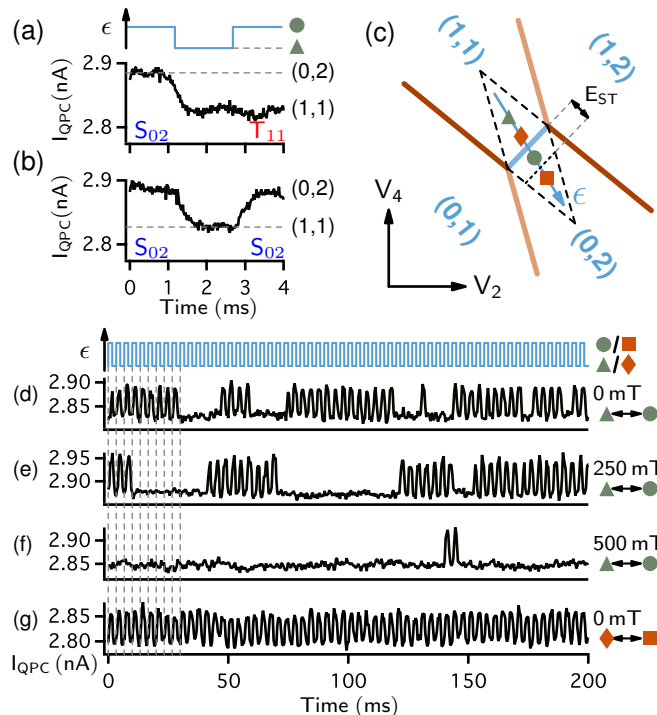 (a)
ϵ
I_QPC(nA)
2.9
2.8
(0,2)
(1,1)
S₀₂
T₁₁
(b)
I_QPC(nA)
2.9
2.8
(0,2)
(1,1)
S₀₂
S₀₂
0 1 2 3 4
Time (ms)
(c)
(1,1)
(1,2)
E_ST
V₄
(0,1)
ϵ
(0,2)
V₂
ϵ
/
/
(d)
2.90
2.85
0 mT
(e)
2.95
2.90
250 mT
(f)
2.90
2.85
500 mT
(g)
2.85
2.80
0 mT
I_QPC (nA)
0 50 100 150 200
Time (ms)